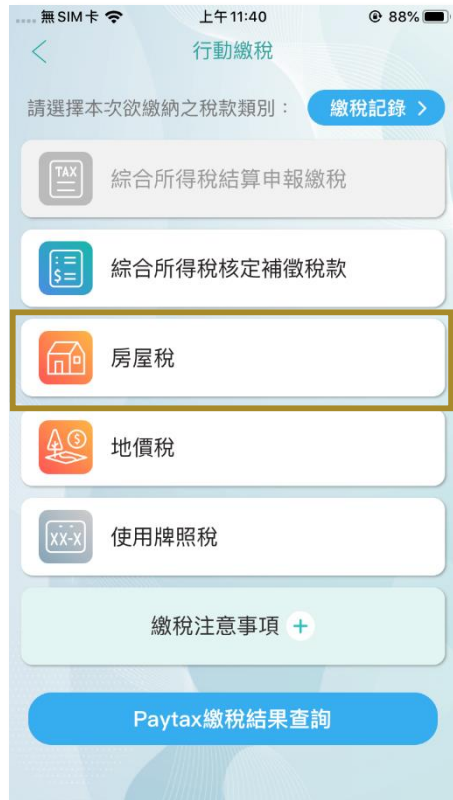 無SIM卡
上午11:40
88%
行動繳稅
請選擇本次欲繳納之稅款類別：
繳稅記錄
TAX
綜合所得稅結算申報繳稅
綜合所得稅核定補徵稅款
房屋稅
地價稅
XX-X
使用牌照稅
繳稅注意事項 +
Paytax繳稅結果查詢